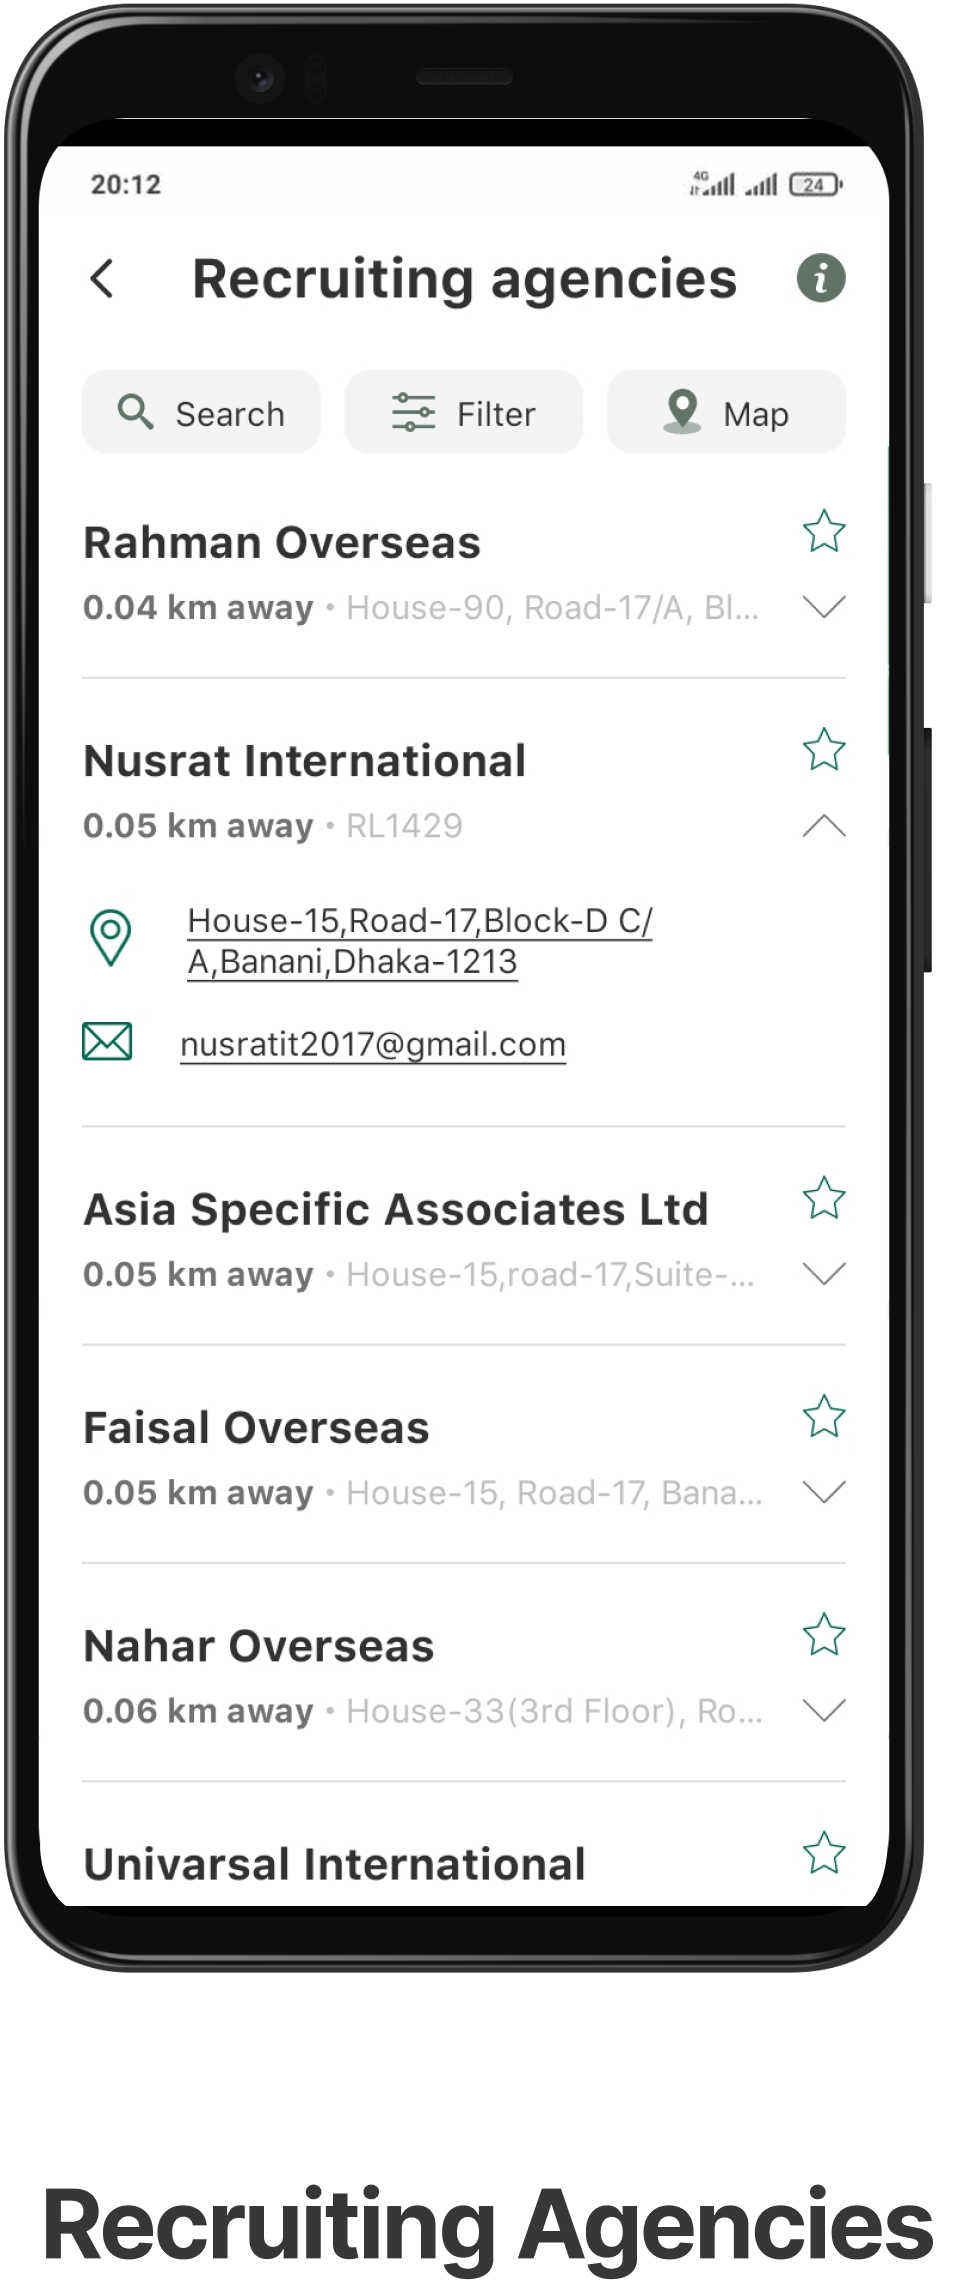 20:12
4G
24
Recruiting agencies
Search
Filter
Map
Rahman Overseas
0.04 km away • House-90, Road-17/A, Bl...
Nusrat International
0.05 km away • RL1429
House-15,Road-17,Block-D C/
A,Banani,Dhaka-1213
nusratit2017@gmail.com
Asia Specific Associates Ltd
0.05 km away • House-15,road-17,Suite-...
Faisal Overseas
0.05 km away • House-15, Road-17, Bana...
Nahar Overseas
0.06 km away • House-33(3rd Floor), Ro...
Univarsal International
Recruiting Agencies